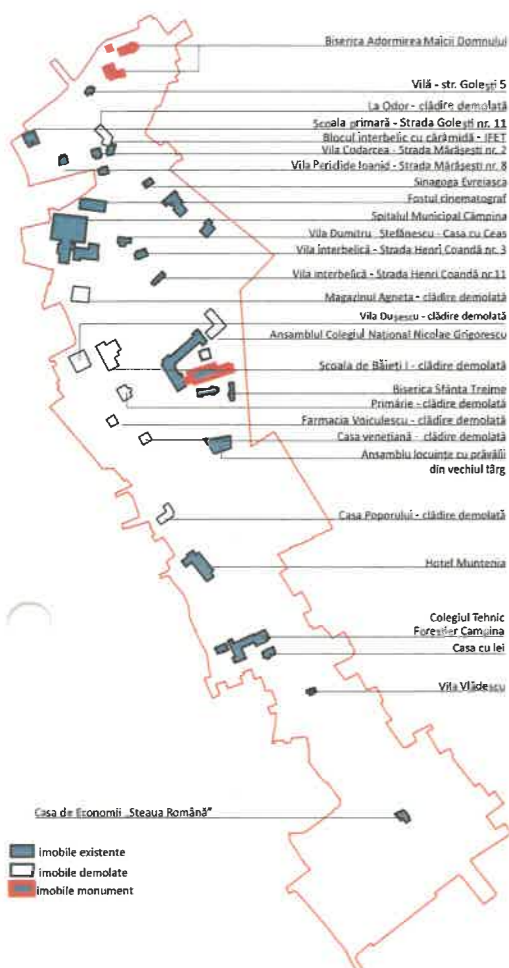 Biserica Adormirea Maicii Domnului
Vilă - str. Golești 5
La Odor - clădire demolată
Școala primară - Strada Golești nr. 11
Blocul interbelic cu cărămidă - IFET
Vila Codarcea - Strada Mărășești nr. 2
Vila Periclide Ioanid - Strada Mărășești nr. 8
Sinagoga Evreiasca
Fostul cinematograf
Spitalul Municipal Câmpina
Vila Dumitru Ștefănescu - Casa cu Ceas
Vila interbelică - Strada Henri Coandă nr. 3
Vila interbelică - Strada Henri Coandă nr.11
Magazinul Agneta - clădire demolată
Vila Dușescu - clădire demolată
Ansamblul Colegiul National Nicolae Grigorescu
Școala de Băieți I - clădire demolată
Biserica Sfânta Treime
Primărie - clădire demolată
Farmacia Voiculescu - clădire demolată
Casa venețiană - clădire demolată
Ansamblu locuințe cu prăvălii
din vechiul târg
Casa Poporului - clădire demolată
Hotel Muntenia
Colegiul Tehnic
Forestier Câmpina
Casa cu lei
Vila Vlădescu
Casa de Economii „Steaua Română”
imobile existente
imobile demolate
imobile monument